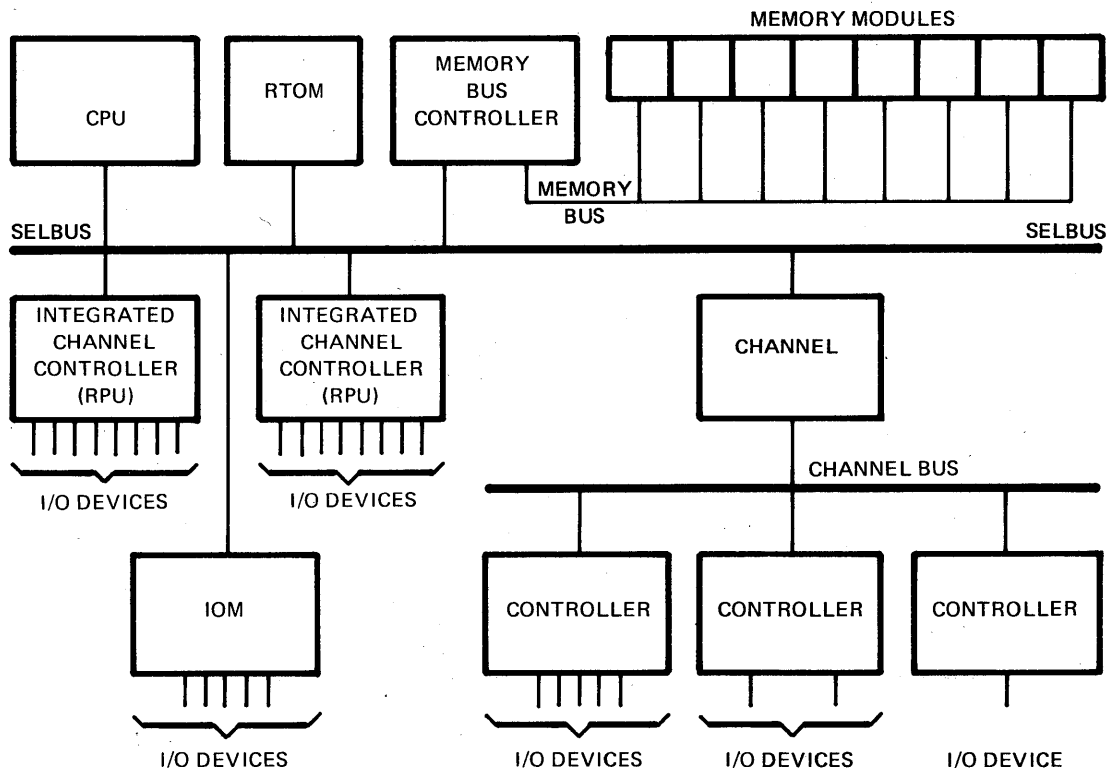 MEMORY MODULES
CPU
RTOM
MEMORY
BUS
CONTROLLER
MEMORY
BUS
SELBUS
SELBUS
INTEGRATED
CHANNEL
CONTROLLER
(RPU)
INTEGRATED
CHANNEL
CONTROLLER
(RPU)
CHANNEL
I/O DEVICES
I/O DEVICES
CHANNEL BUS
IOM
CONTROLLER
CONTROLLER
CONTROLLER
I/O DEVICES
I/O DEVICES
I/O DEVICES
I/O DEVICE